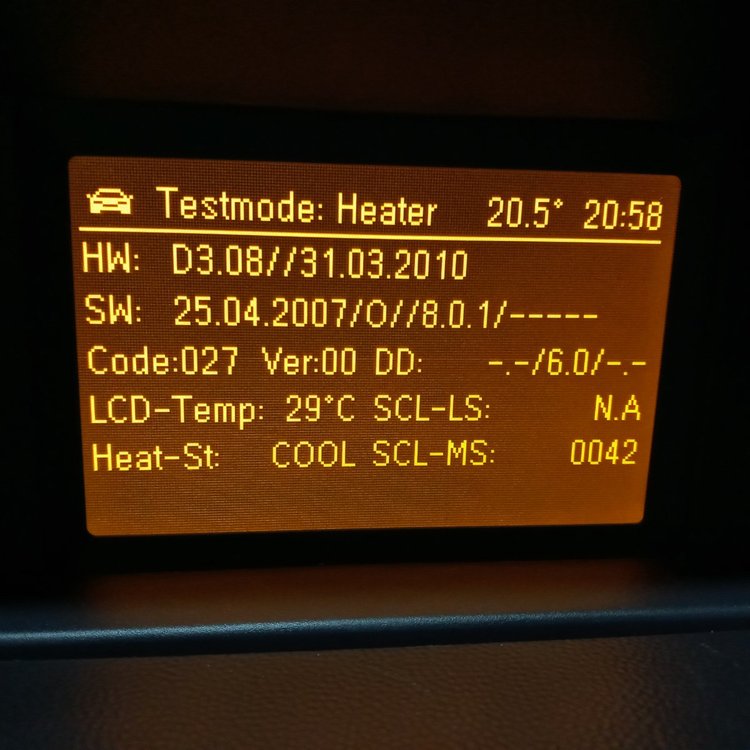 Testmode: Heater 20.5° 20:58
HW: D3.08//31.03.2010
SW: 25.04.2007/O//8.0.1/-----
Code:027 Ver:00 DD: -.-/6.0/-.-
LCD-Temp: 29°C SCL-LS: N.A
Heat-St: COOL SCL-MS: 0042